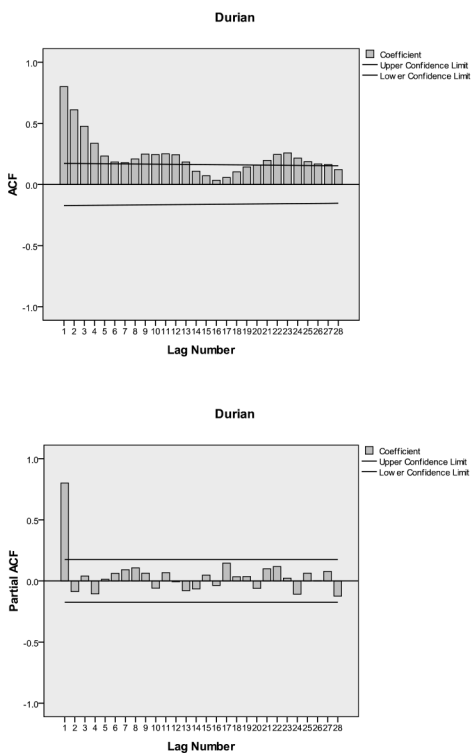 Durian
Coefficient
Upper Confidence Limit
Lower Confidence Limit
1.0
0.5
0.0
-0.5
-1.0
ACF
1 2 3 4 5 6 7 8 9 10 11 12 13 14 15 16 17 18 19 20 21 22 23 24 25 26 27 28
Lag Number
Durian
Coefficient
Upper Confidence Limit
Lower Confidence Limit
1.0
0.5
0.0
-0.5
-1.0
Partial ACF
1 2 3 4 5 6 7 8 9 10 11 12 13 14 15 16 17 18 19 20 21 22 23 24 25 26 27 28
Lag Number